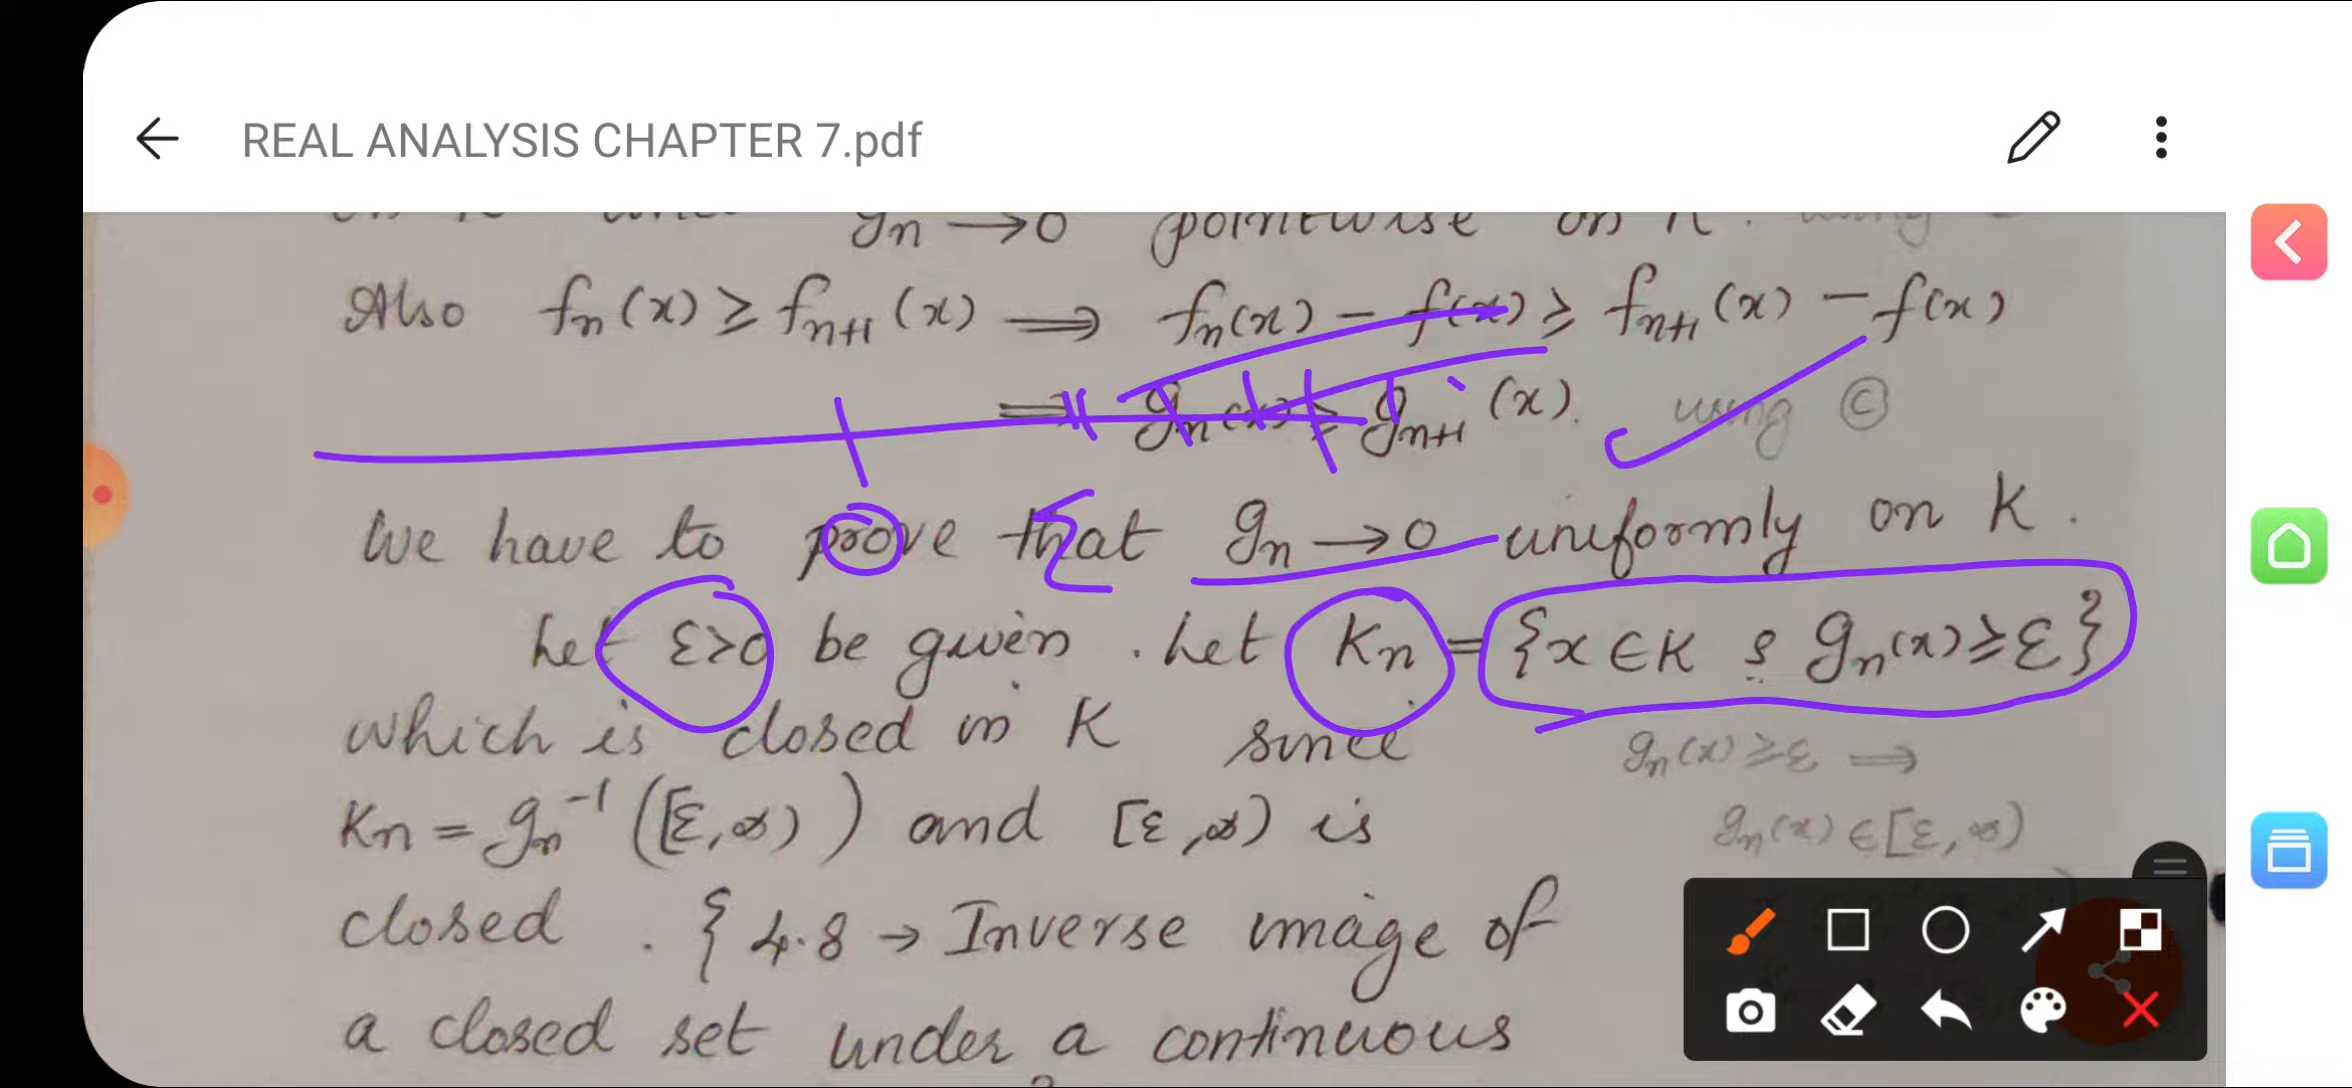 REAL ANALYSIS CHAPTER 7.pdf
gn → 0 pointwise on K.
Also fn(x) ≥ fn+1(x) ⟹ fn(x) − f(x) ≥ fn+1(x) − f(x)
⟹ gn(x) ≥ gn+1(x). using ©
We have to prove that gn → 0 uniformly on K.
Let ε>0 be given. Let Kn = {x ∈ K : gn(x) ≥ ε}
which is closed in K since
gn(x) ≥ ε ⟹
Kn = gn⁻¹([ε,∞)) and [ε,∞) is
gn(x) ∈ [ε,∞)
closed. {4.8 → Inverse image of
a closed set under a continuous